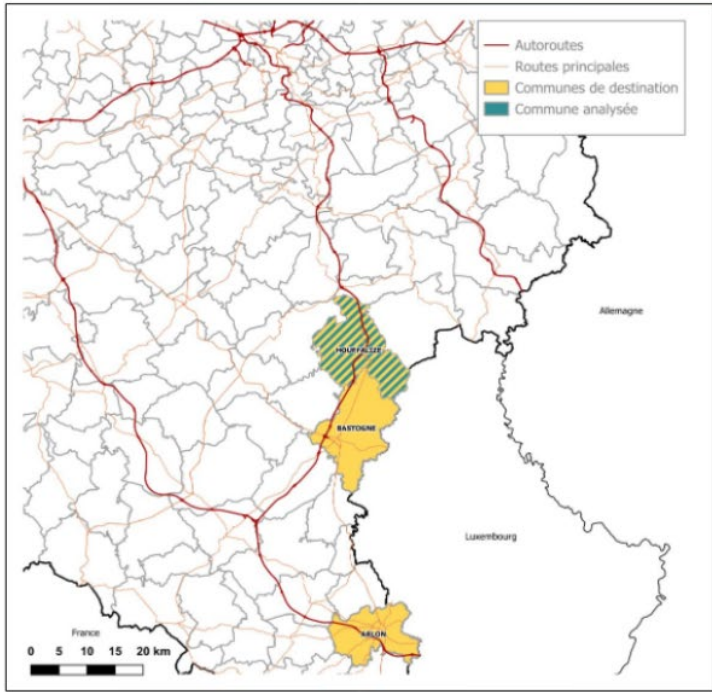 Autoroutes
Routes principales
Communes de destination
Commune analysée
Allemagne
HOUFFALIZE
BASTOGNE
Luxembourg
France
ARLON
0 5 10 15 20 km